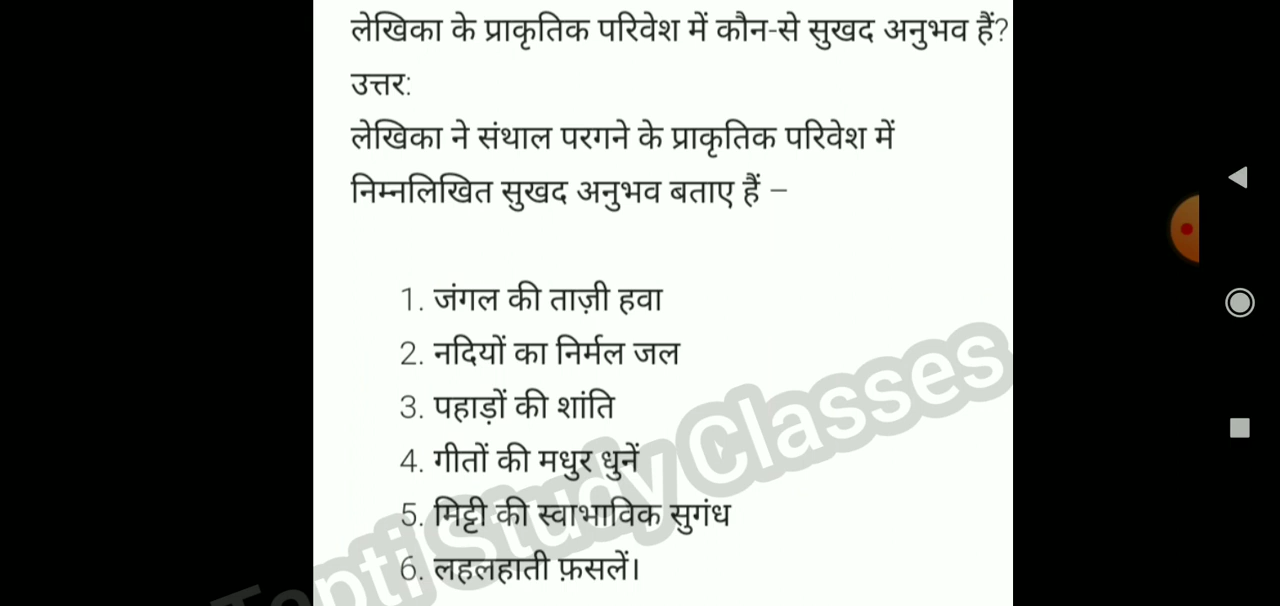 लेखिका के प्राकृतिक परिवेश में कौन-से सुखद अनुभव हैं?
उत्तर:
लेखिका ने संथाल परगने के प्राकृतिक परिवेश में
निम्नलिखित सुखद अनुभव बताए हैं –
1. जंगल की ताज़ी हवा
2. नदियों का निर्मल जल
3. पहाड़ों की शांति
4. गीतों की मधुर धुनें
5. मिट्टी की स्वाभाविक सुगंध
6. लहलहाती फ़सलें।
Study Classes